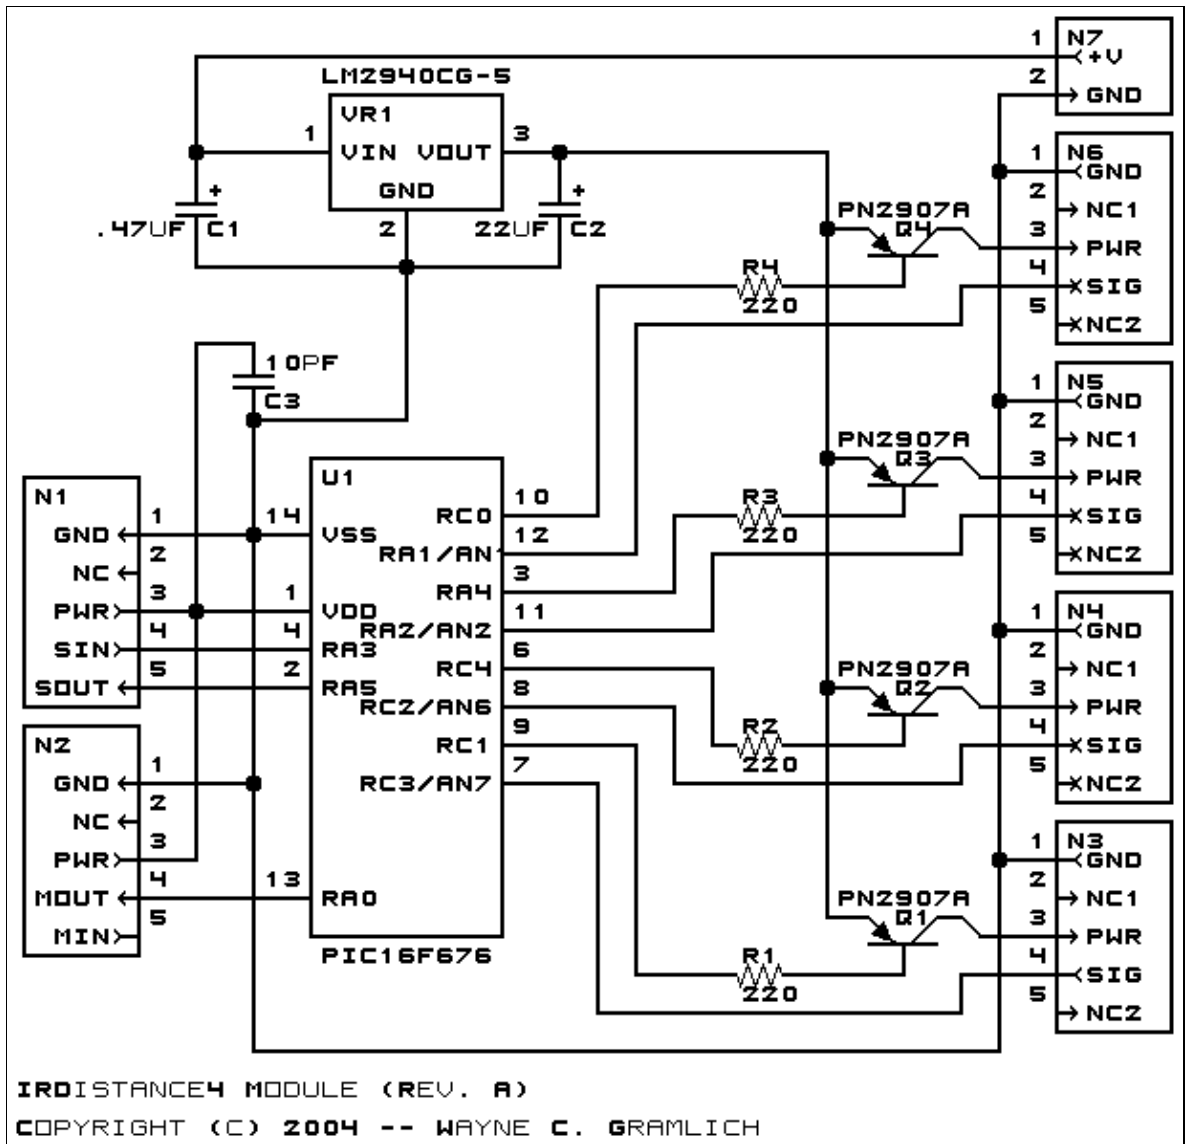 1 N7
+V
2
GND
LM2940CG-5
VR1
1 VIN VOUT 3
GND
2
+
.47UF C1
+
22UF C2
1 N6
GND
2
NC1
3
PWR
4
SIG
5
NC2
PN2907A
Q4
R4
220
10PF
C3
1 N5
GND
2
NC1
3
PWR
4
SIG
5
NC2
PN2907A
Q3
R3
220
N1
GND 1
2
NC
3
PWR
4
SIN
5
SOUT
U1
14 VSS
1 VDD
4 RA3
2 RA5
13 RA0
RC0 10
RA1/AN 12
RA4 3
RA2/AN2 11
RC4 6
RC2/AN6 8
RC1 9
RC3/AN7 7
PIC16F676
1 N4
GND
2
NC1
3
PWR
4
SIG
5
NC2
PN2907A
Q2
R2
220
N2
1
GND
2
NC
3
PWR
4
MOUT
5
MIN
1 N3
GND
2
NC1
3
PWR
4
SIG
5
NC2
PN2907A
Q1
R1
220
IRDISTANCE4 MODULE (REV. A)
COPYRIGHT (C) 2004 -- WAYNE C. GRAMLICH